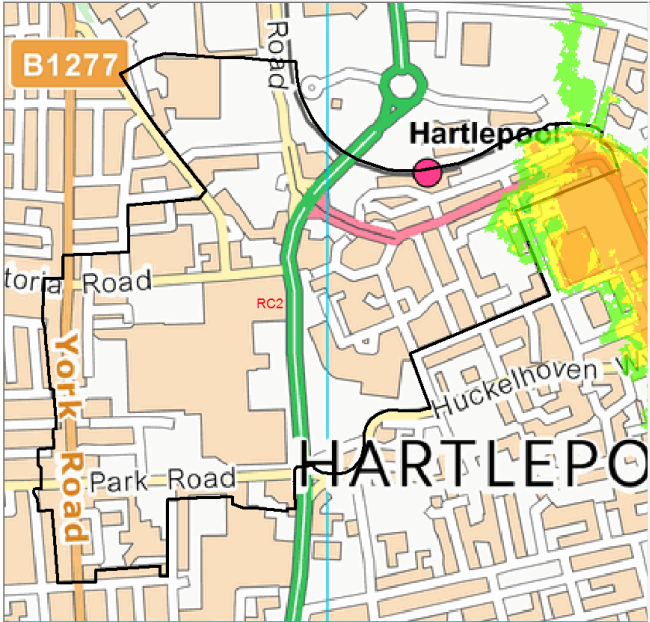 B1277
Road
Hartlepool
toria Road
RC2
York Road
Huckelhoven W
Park Road
HARTLEPO